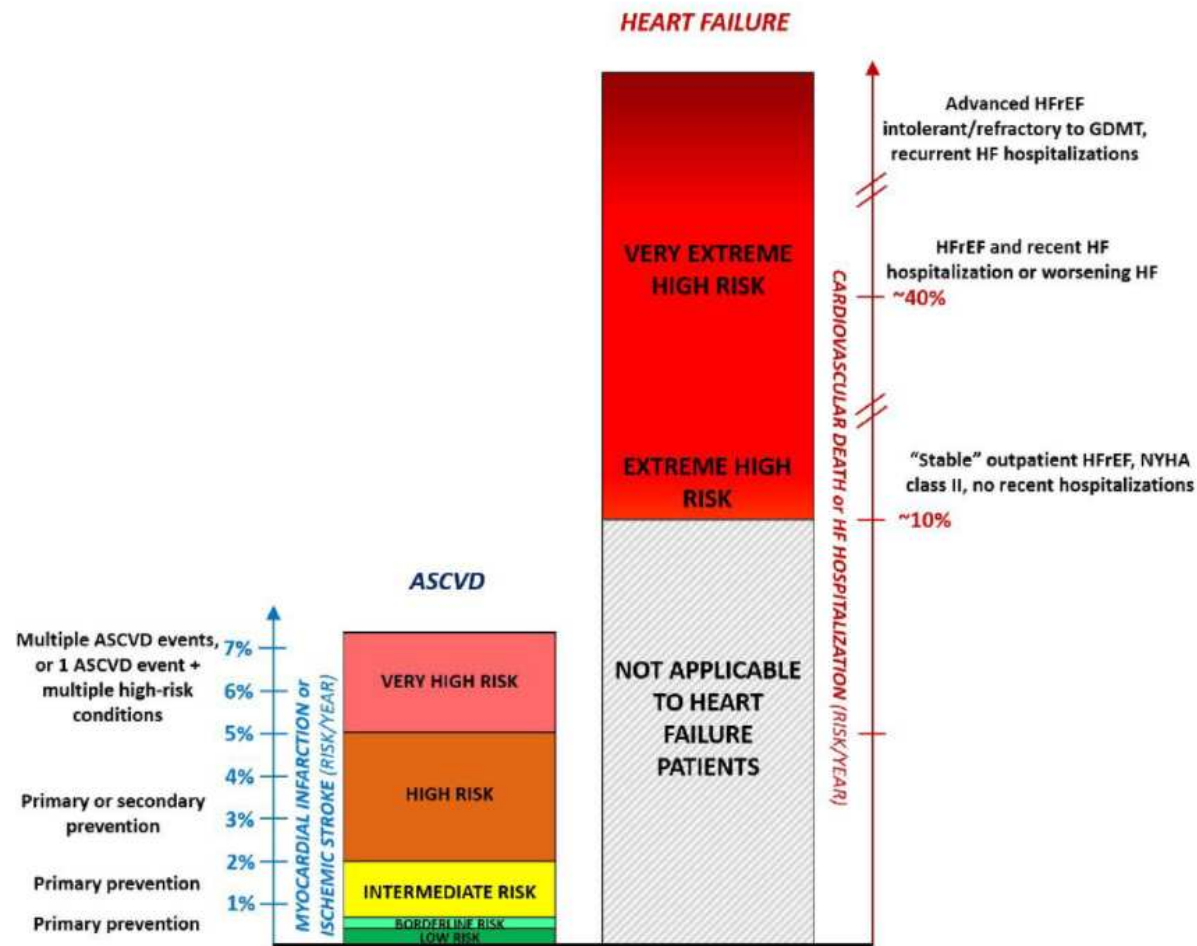 HEART FAILURE
Advanced HFrEF
intolerant/refractory to GDMT,
recurrent HF hospitalizations
VERY EXTREME
HIGH RISK
HFrEF and recent HF
hospitalization or worsening HF
~40%
EXTREME HIGH
RISK
"Stable" outpatient HFrEF, NYHA
class II, no recent hospitalizations
~10%
CARDIOVASCULAR DEATH or HF HOSPITALIZATION (RISK/YEAR)
NOT APPLICABLE
TO HEART
FAILURE
PATIENTS
ASCVD
Multiple ASCVD events,
or 1 ASCVD event +
multiple high-risk
conditions
Primary or secondary
prevention
Primary prevention
Primary prevention
7%
6%
5%
4%
3%
2%
1%
MYOCARDIAL INFARCTION or
ISCHEMIC STROKE (RISK/YEAR)
VERY HIGH RISK
HIGH RISK
INTERMEDIATE RISK
BORDERLINE RISK
LOW RISK